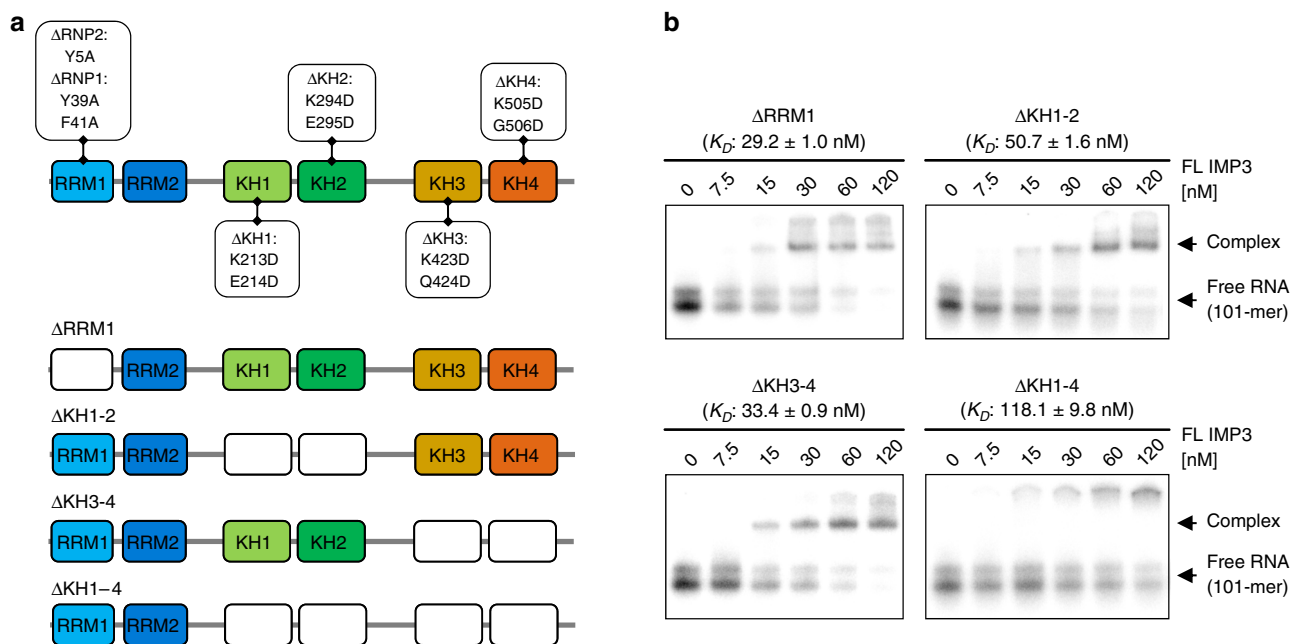 a
ΔRNP2:
Y5A
ΔRNP1:
Y39A
F41A
ΔKH2:
K294D
E295D
ΔKH4:
K505D
G506D
RRM1 RRM2 KH1 KH2 KH3 KH4
ΔKH1:
K213D
E214D
ΔKH3:
K423D
Q424D
ΔRRM1
RRM2 KH1 KH2 KH3 KH4
ΔKH1-2
RRM1 RRM2 KH3 KH4
ΔKH3-4
RRM1 RRM2 KH1 KH2
ΔKH1–4
RRM1 RRM2
b
ΔRRM1
(KD: 29.2 ± 1.0 nM)
0 7.5 15 30 60 120
ΔKH1-2
(KD: 50.7 ± 1.6 nM)
0 7.5 15 30 60 120
FL IMP3
[nM]
Complex
Free RNA
(101-mer)
ΔKH3-4
(KD: 33.4 ± 0.9 nM)
0 7.5 15 30 60 120
ΔKH1-4
(KD: 118.1 ± 9.8 nM)
0 7.5 15 30 60 120
FL IMP3
[nM]
Complex
Free RNA
(101-mer)